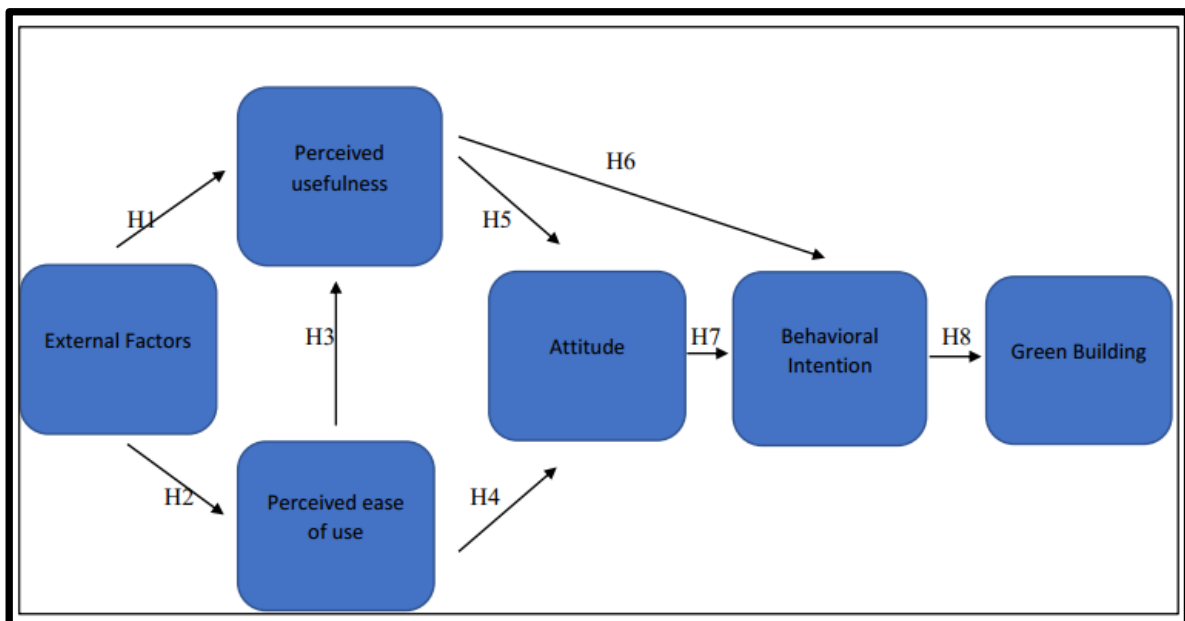 Perceived
usefulness
H6
H1
H5
External Factors
H3
Attitude
H7
Behavioral
Intention
H8
Green Building
H2
Perceived ease
of use
H4